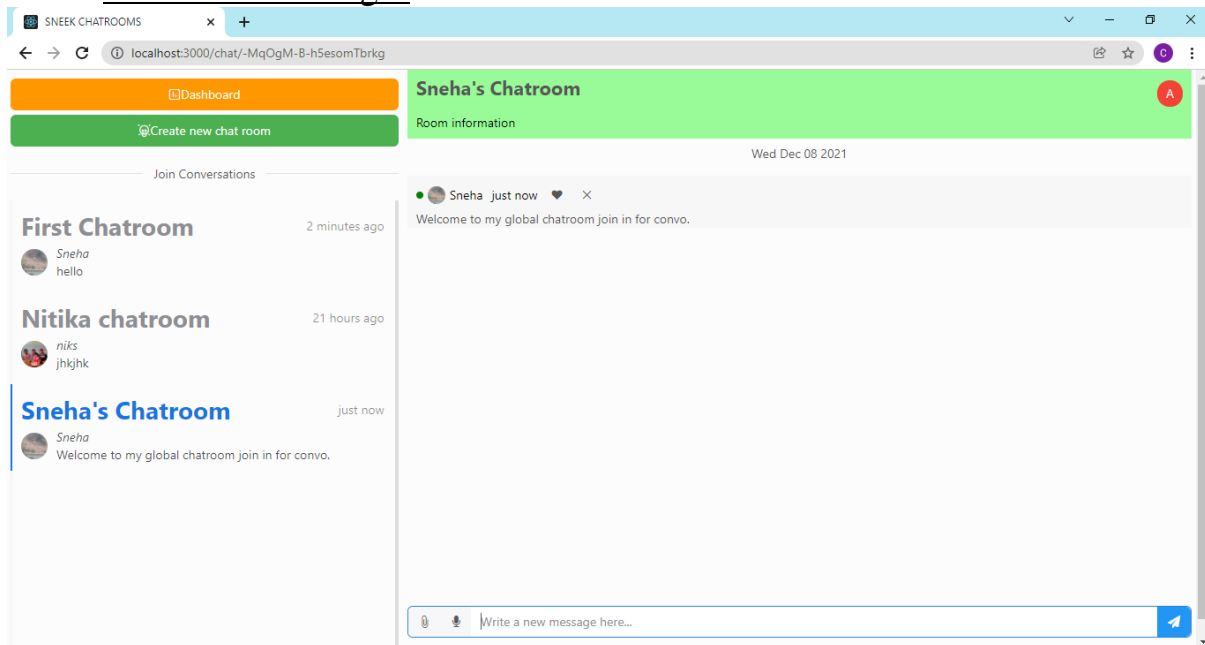 SNEEK CHATROOMS
localhost:3000/chat/-MqOgM-B-h5esomTbrkg
C
Dashboard
Create new chat room
Join Conversations
First Chatroom 2 minutes ago
Sneha
hello
Nitika chatroom 21 hours ago
niks
jhkjhk
Sneha's Chatroom just now
Sneha
Welcome to my global chatroom join in for convo.
Sneha's Chatroom
A
Room information
Wed Dec 08 2021
Sneha just now
Welcome to my global chatroom join in for convo.
Write a new message here...